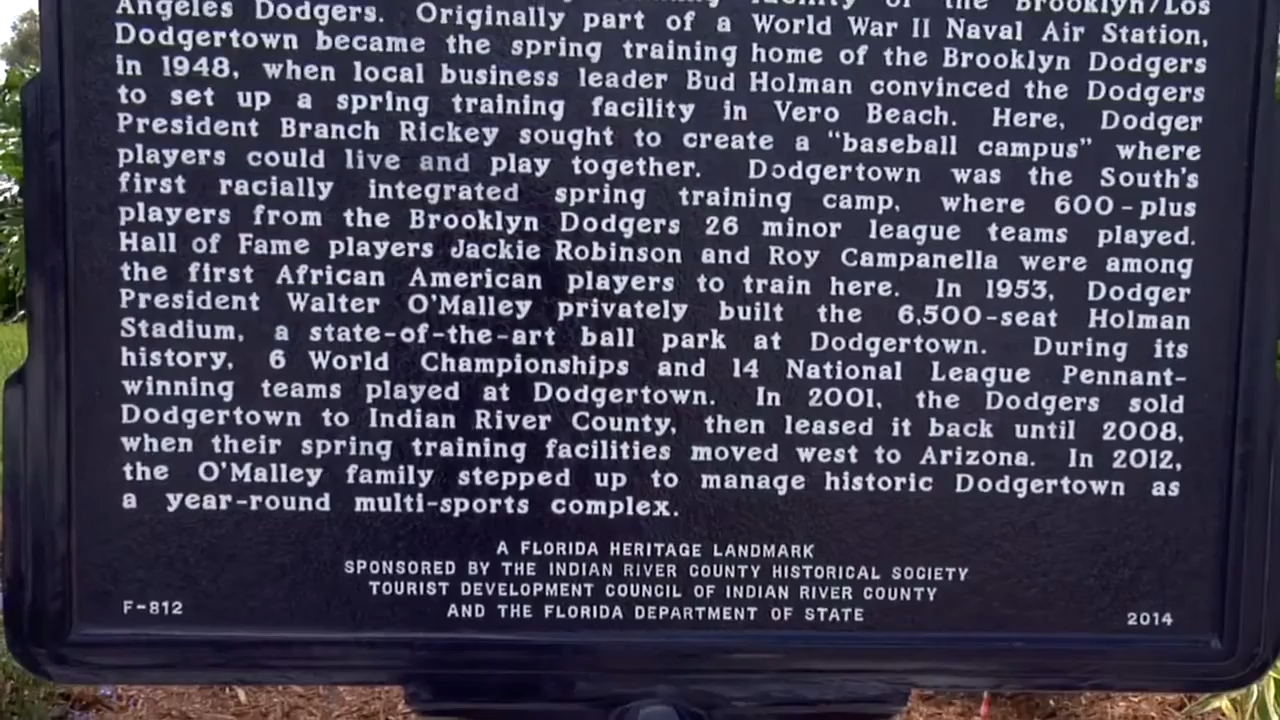 facility of the Brooklyn/Los
Angeles Dodgers. Originally part of a World War II Naval Air Station,
Dodgertown became the spring training home of the Brooklyn Dodgers
in 1948, when local business leader Bud Holman convinced the Dodgers
to set up a spring training facility in Vero Beach. Here, Dodger
President Branch Rickey sought to create a "baseball campus" where
players could live and play together. Dodgertown was the South's
first racially integrated spring training camp, where 600-plus
players from the Brooklyn Dodgers 26 minor league teams played.
Hall of Fame players Jackie Robinson and Roy Campanella were among
the first African American players to train here. In 1953, Dodger
President Walter O'Malley privately built the 6,500-seat Holman
Stadium, a state-of-the-art ball park at Dodgertown. During its
history, 6 World Championships and 14 National League Pennant-
winning teams played at Dodgertown. In 2001, the Dodgers sold
Dodgertown to Indian River County, then leased it back until 2008,
when their spring training facilities moved west to Arizona. In 2012,
the O'Malley family stepped up to manage historic Dodgertown as
a year-round multi-sports complex.
A FLORIDA HERITAGE LANDMARK
SPONSORED BY THE INDIAN RIVER COUNTY HISTORICAL SOCIETY
TOURIST DEVELOPMENT COUNCIL OF INDIAN RIVER COUNTY
AND THE FLORIDA DEPARTMENT OF STATE
F-812
2014